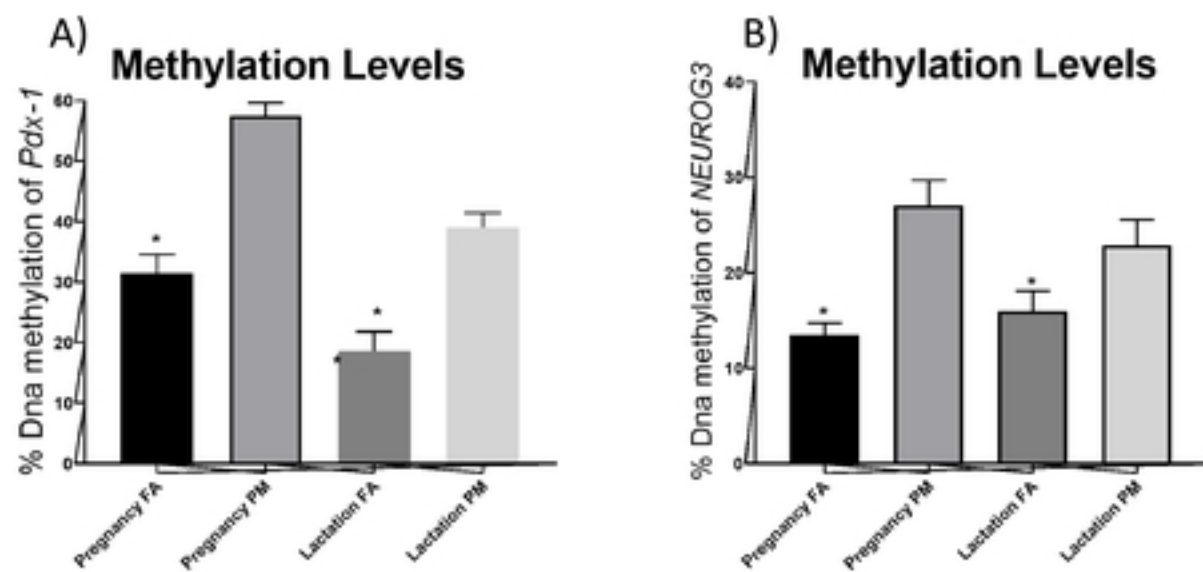 A)
Methylation Levels
% Dna methylation of Pdx-1
60
50
40
30
20
10
0
*
*
*
Pregnancy FA
Pregnancy PM
Lactation FA
Lactation PM
B)
Methylation Levels
% Dna methylation of NEUROG3
40
30
20
10
0
*
*
Pregnancy FA
Pregnancy PM
Lactation FA
Lactation PM